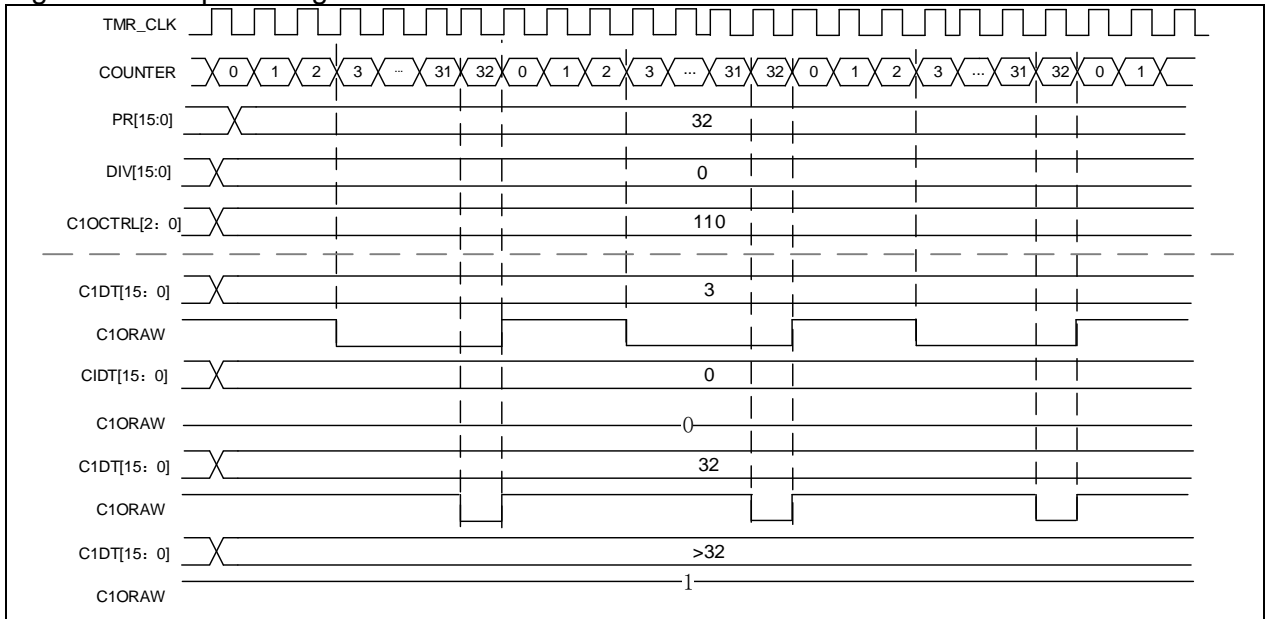 TMR_CLK
COUNTER 0 1 2 3 ... 31 32 0 1 2 3 ... 31 32 0 1 2 3 ... 31 32 0 1
PR[15:0] 32
DIV[15:0] 0
C1OCTRL[2：0] 110
C1DT[15：0] 3
C1ORAW
CIDT[15：0] 0
C1ORAW 0
C1DT[15：0] 32
C1ORAW
C1DT[15：0] >32
C1ORAW 1